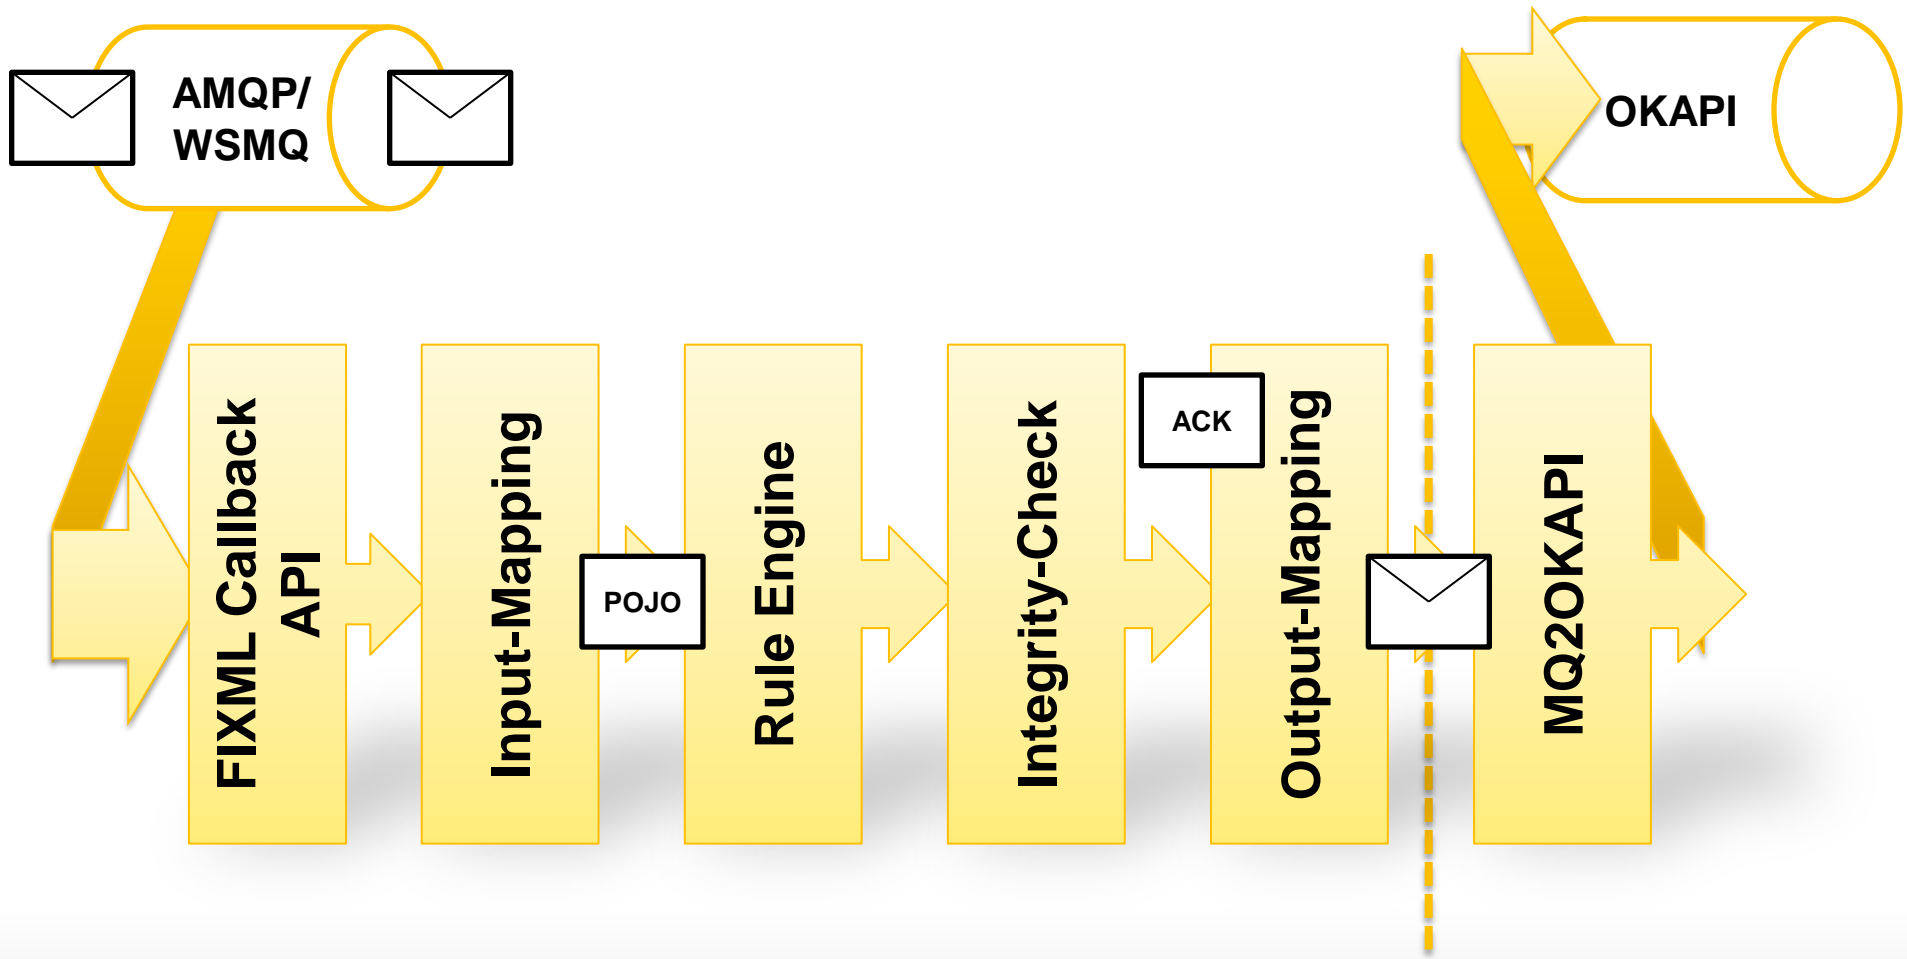 AMQP/
WSMQ
OKAPI
FIXML Callback
API
Input-Mapping
POJO
Rule Engine
Integrity-Check
ACK
Output-Mapping
MQ2OKAPI